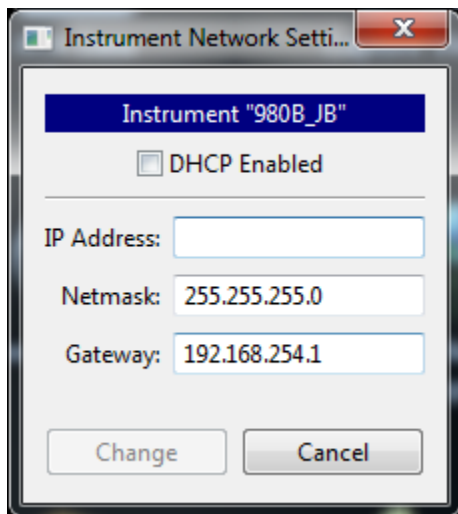 Instrument Network Setti...
Instrument "980B_JB"
DHCP Enabled
IP Address:
Netmask: 255.255.255.0
Gateway: 192.168.254.1
Change Cancel